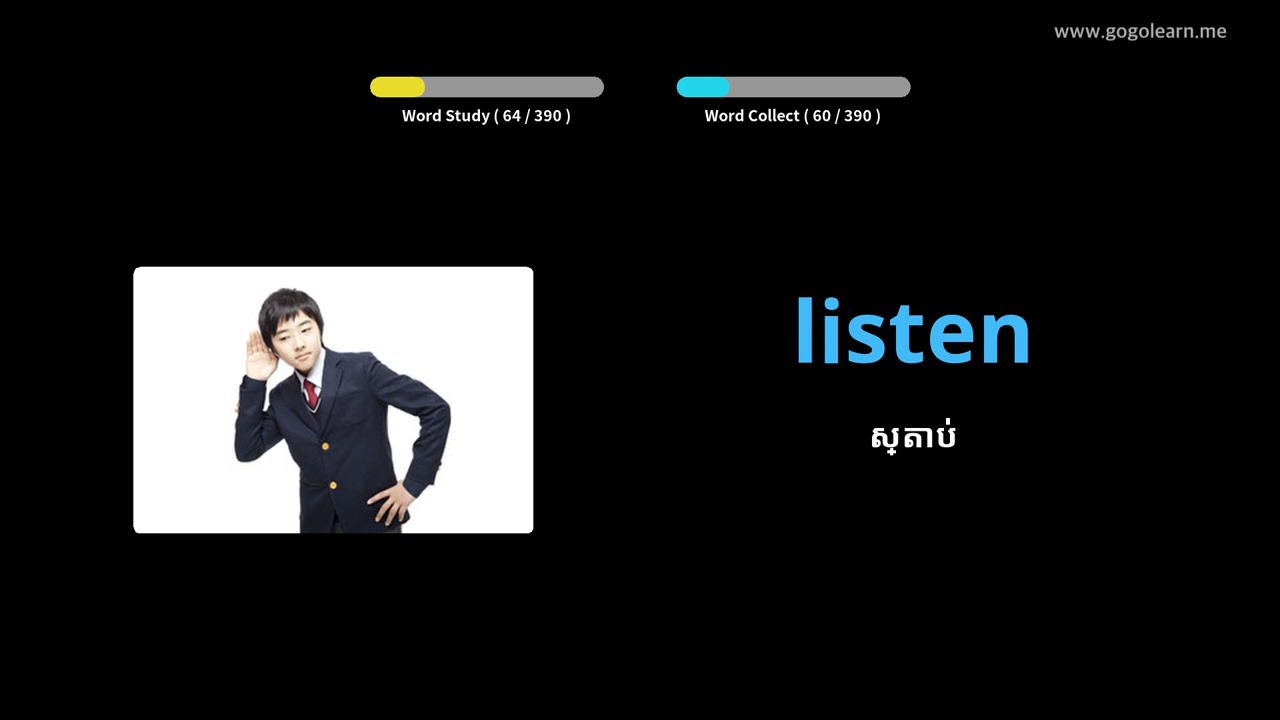 www.gogolearn.me
Word Study ( 64 / 390 )
Word Collect ( 60 / 390 )
listen
ស្តាប់